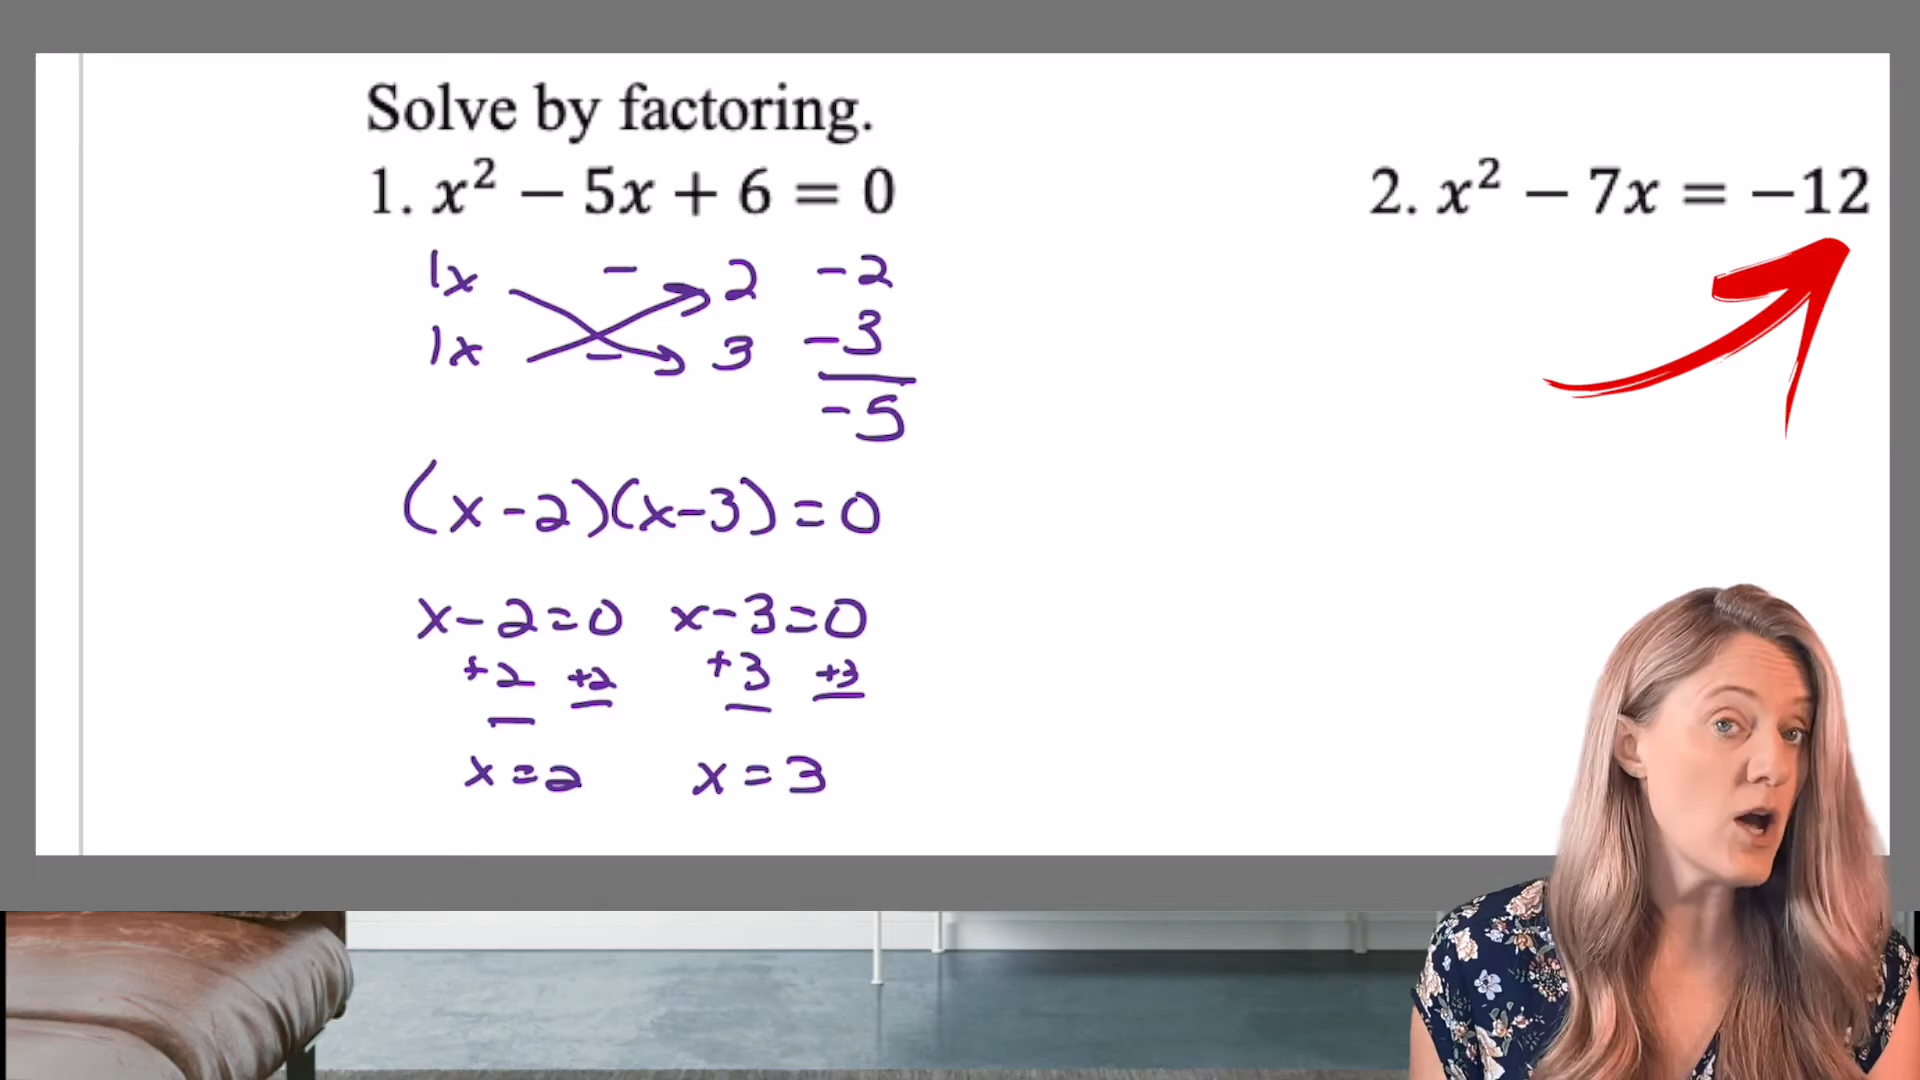 Solve by factoring.
1. x² − 5x + 6 = 0
2. x² − 7x = −12
1x − 2 −2
1x − 3 −3
−5
(x−2)(x−3)=0
x−2=0 x−3=0
+2 +2 +3 +3
x=2 x=3